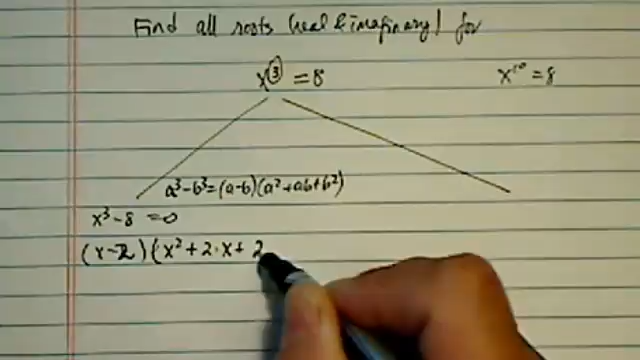 Find all roots (real & imaginary) for
x³ = 8
x¹⁰ = 8
a³-b³=(a-b)(a²+ab+b²)
x³-8 =0
(x-2)(x²+2·x+2